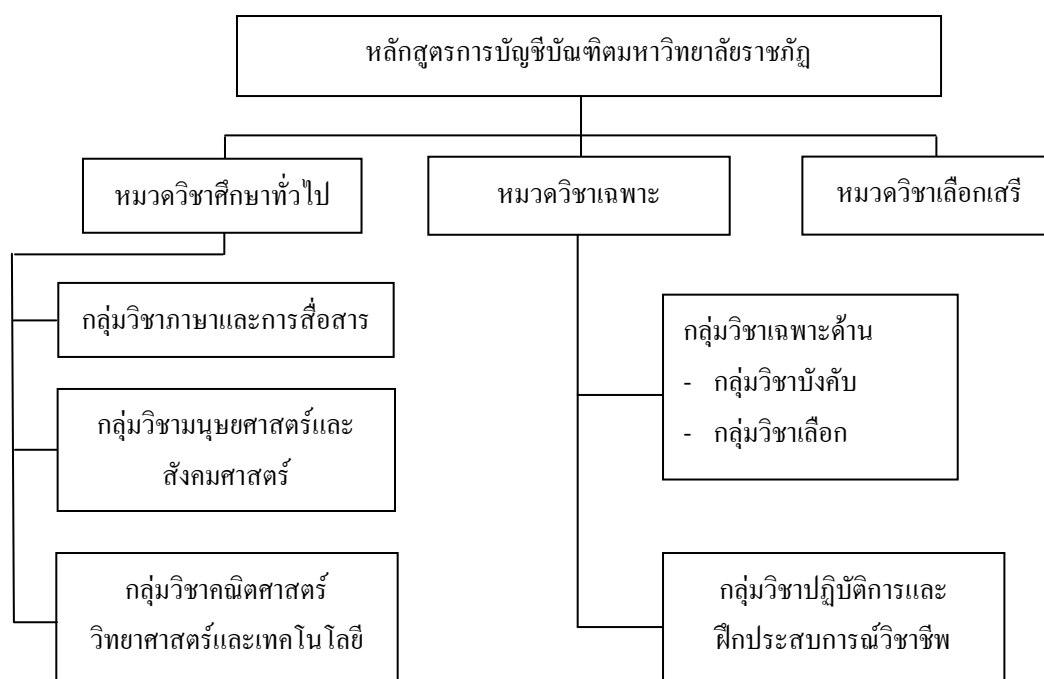 หลักสูตรการบัญชีบัณฑิตมหาวิทยาลัยราชภัฏ
หมวดวิชาศึกษาทั่วไป
หมวดวิชาเฉพาะ
หมวดวิชาเลือกเสรี
กลุ่มวิชาภาษาและการสื่อสาร
กลุ่มวิชามนุษยศาสตร์และ
สังคมศาสตร์
กลุ่มวิชาคณิตศาสตร์
วิทยาศาสตร์และเทคโนโลยี
กลุ่มวิชาเฉพาะด้าน
- กลุ่มวิชาบังคับ
- กลุ่มวิชาเลือก
กลุ่มวิชาปฏิบัติการและ
ฝึกประสบการณ์วิชาชีพ